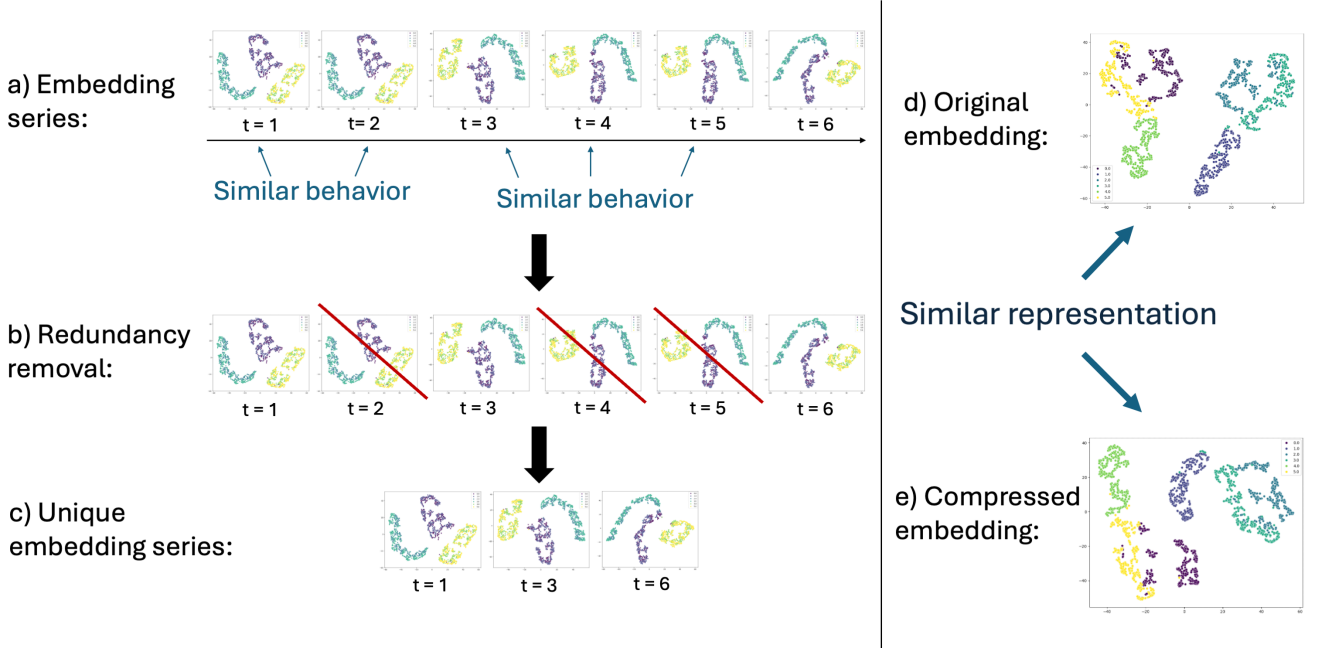 a) Embedding
series:
t = 1
t= 2
t = 3
t = 4
t = 5
t = 6
Similar behavior
Similar behavior
b) Redundancy
removal:
t = 1
t = 2
t = 3
t = 4
t = 5
t = 6
c) Unique
embedding series:
t = 1
t = 3
t = 6
d) Original
embedding:
Similar representation
e) Compressed
embedding: